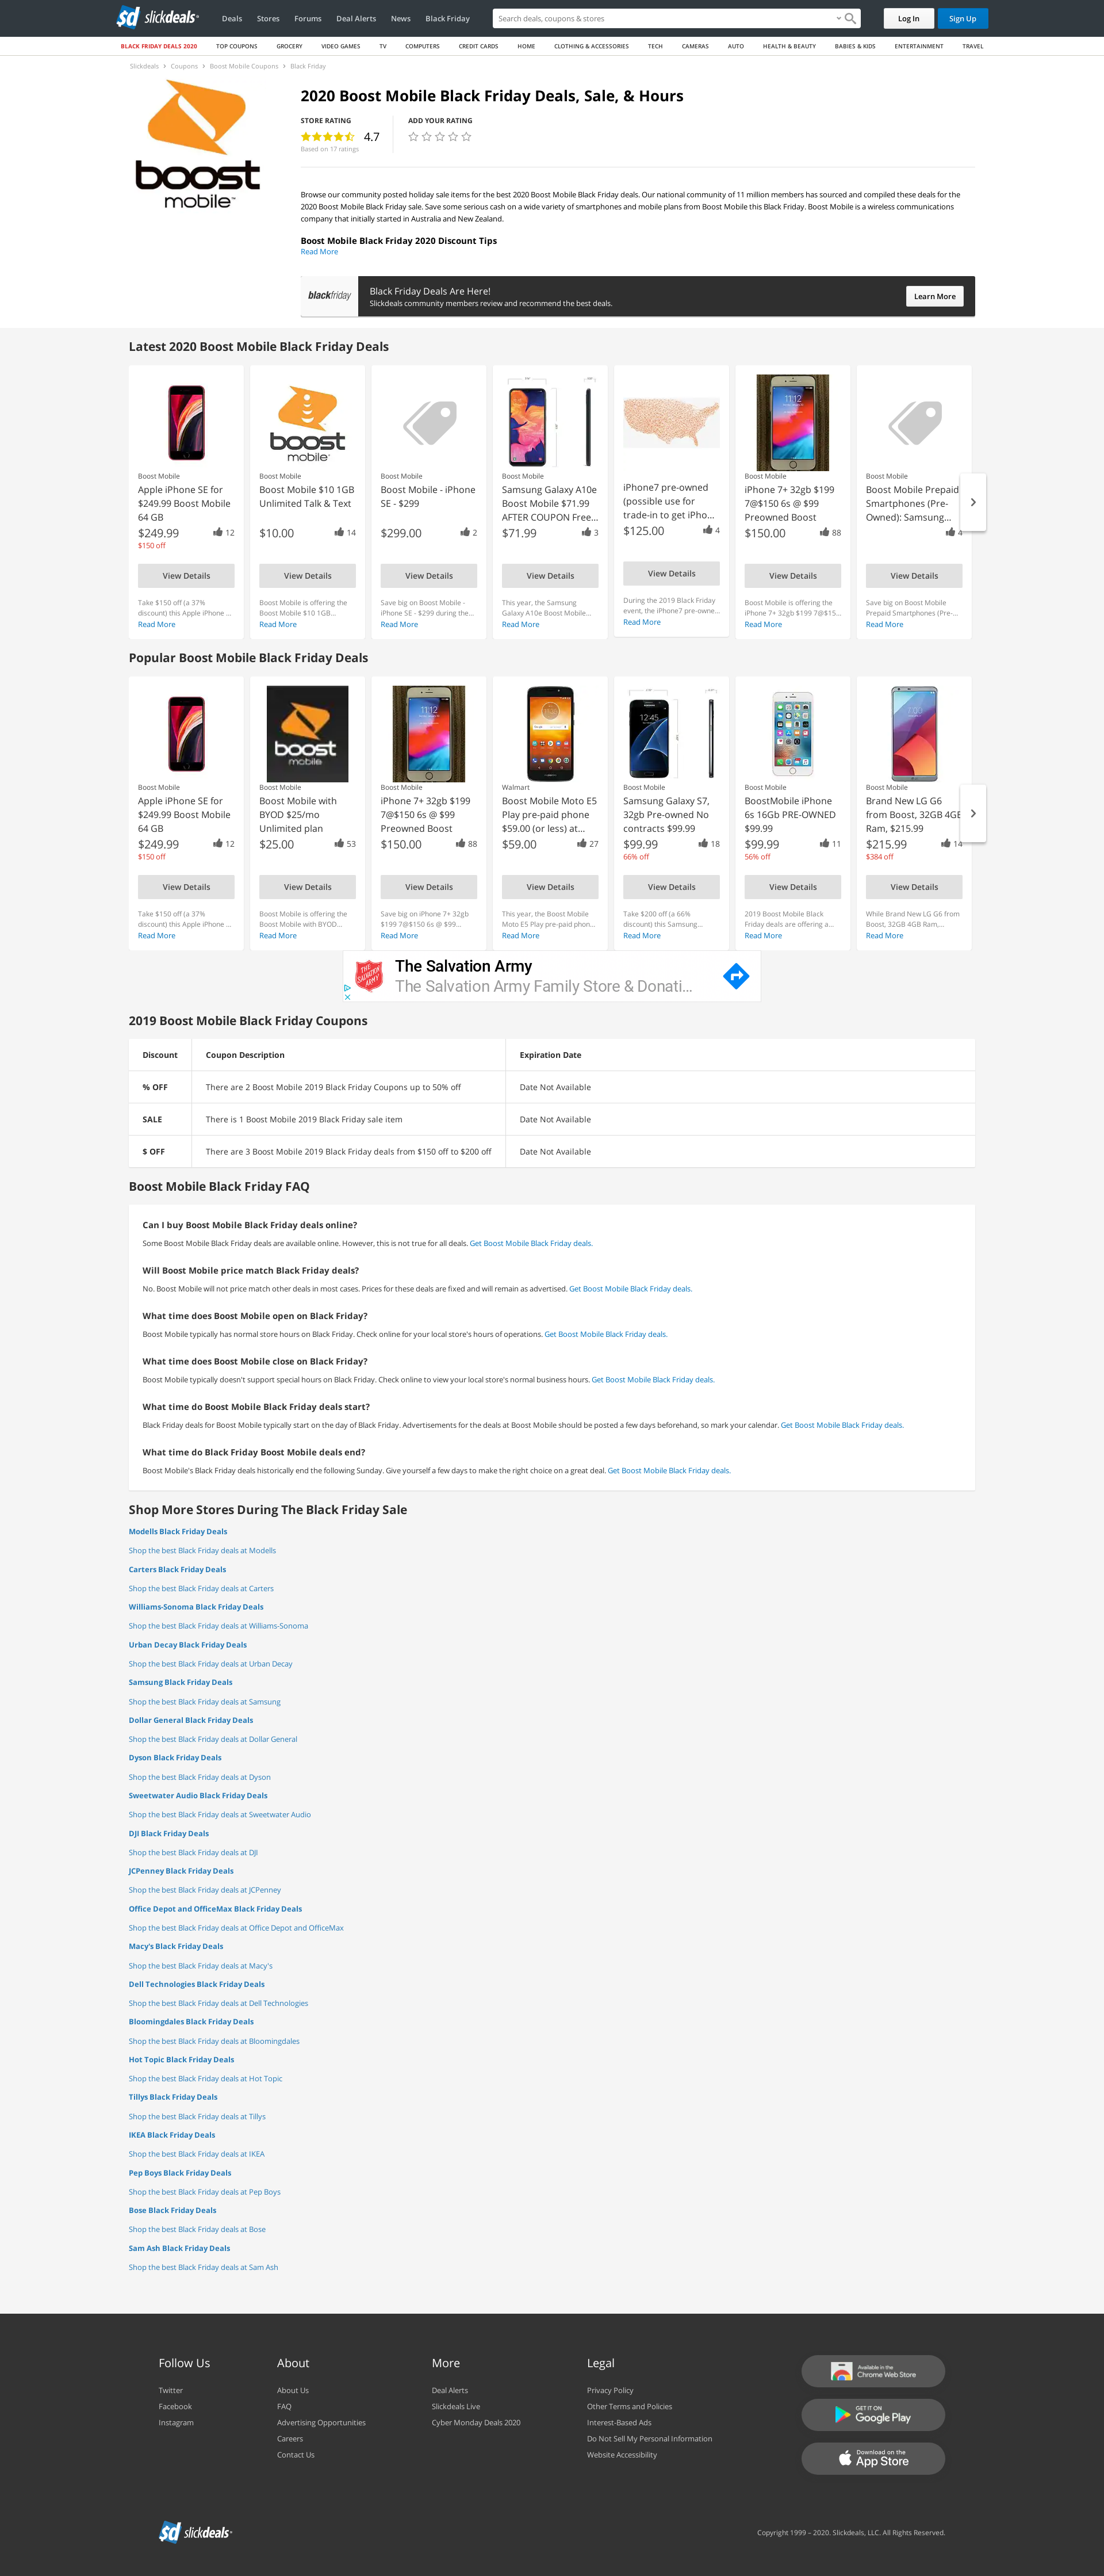 sd slickdeals
Deals Stores Forums Deal Alerts News Black Friday
Search deals, coupons & stores
Log In Sign Up
BLACK FRIDAY DEALS 2020 TOP COUPONS GROCERY VIDEO GAMES TV COMPUTERS CREDIT CARDS HOME CLOTHING & ACCESSORIES TECH CAMERAS AUTO HEALTH & BEAUTY BABIES & KIDS ENTERTAINMENT TRAVEL
Slickdeals > Coupons > Boost Mobile Coupons > Black Friday
boost
mobile™
2020 Boost Mobile Black Friday Deals, Sale, & Hours
STORE RATING
4.7
Based on 17 ratings
ADD YOUR RATING
Browse our community posted holiday sale items for the best 2020 Boost Mobile Black Friday deals. Our national community of 11 million members has sourced and compiled these deals for the
2020 Boost Mobile Black Friday sale. Save some serious cash on a wide variety of smartphones and mobile plans from Boost Mobile this Black Friday. Boost Mobile is a wireless communications
company that initially started in Australia and New Zealand.
Boost Mobile Black Friday 2020 Discount Tips
Read More
blackfriday
Black Friday Deals Are Here!
Slickdeals community members review and recommend the best deals.
Learn More
Latest 2020 Boost Mobile Black Friday Deals
Boost Mobile
Apple iPhone SE for
$249.99 Boost Mobile
64 GB
$249.99 12
$150 off
View Details
Take $150 off (a 37%
discount) this Apple iPhone ...
Read More
boost
mobile
Boost Mobile
Boost Mobile $10 1GB
Unlimited Talk & Text
$10.00 14
View Details
Boost Mobile is offering the
Boost Mobile $10 1GB...
Read More
Boost Mobile
Boost Mobile - iPhone
SE - $299
$299.00 2
View Details
Save big on Boost Mobile -
iPhone SE - $299 during the...
Read More
Boost Mobile
Samsung Galaxy A10e
Boost Mobile $71.99
AFTER COUPON Free...
$71.99 3
View Details
This year, the Samsung
Galaxy A10e Boost Mobile...
Read More
iPhone7 pre-owned
(possible use for
trade-in to get iPho...
$125.00 4
View Details
During the 2019 Black Friday
event, the iPhone7 pre-owne...
Read More
11:12
Boost Mobile
iPhone 7+ 32gb $199
7@$150 6s @ $99
Preowned Boost
$150.00 88
View Details
Boost Mobile is offering the
iPhone 7+ 32gb $199 7@$15...
Read More
Boost Mobile
Boost Mobile Prepaid
Smartphones (Pre-
Owned): Samsung...
4
View Details
Save big on Boost Mobile
Prepaid Smartphones (Pre-...
Read More
Popular Boost Mobile Black Friday Deals
Boost Mobile
Apple iPhone SE for
$249.99 Boost Mobile
64 GB
$249.99 12
$150 off
View Details
Take $150 off (a 37%
discount) this Apple iPhone ...
Read More
boost
mobile
Boost Mobile
Boost Mobile with
BYOD $25/mo
Unlimited plan
$25.00 53
View Details
Boost Mobile is offering the
Boost Mobile with BYOD...
Read More
11:12
Boost Mobile
iPhone 7+ 32gb $199
7@$150 6s @ $99
Preowned Boost
$150.00 88
View Details
Save big on iPhone 7+ 32gb
$199 7@$150 6s @ $99...
Read More
Walmart
Boost Mobile Moto E5
Play pre-paid phone
$59.00 (or less) at...
$59.00 27
View Details
This year, the Boost Mobile
Moto E5 Play pre-paid phon...
Read More
12:45
Boost Mobile
Samsung Galaxy S7,
32gb Pre-owned No
contracts $99.99
$99.99 18
66% off
View Details
Take $200 off (a 66%
discount) this Samsung...
Read More
Boost Mobile
BoostMobile iPhone
6s 16Gb PRE-OWNED
$99.99
$99.99 11
56% off
View Details
2019 Boost Mobile Black
Friday deals are offering a...
Read More
Boost Mobile
Brand New LG G6
from Boost, 32GB 4GB
Ram, $215.99
$215.99 14
$384 off
View Details
While Brand New LG G6 from
Boost, 32GB 4GB Ram,...
Read More
THE SALVATION ARMY
The Salvation Army
The Salvation Army Family Store & Donati...
2019 Boost Mobile Black Friday Coupons
Discount Coupon Description Expiration Date
% OFF There are 2 Boost Mobile 2019 Black Friday Coupons up to 50% off Date Not Available
SALE There is 1 Boost Mobile 2019 Black Friday sale item Date Not Available
$ OFF There are 3 Boost Mobile 2019 Black Friday deals from $150 off to $200 off Date Not Available
Boost Mobile Black Friday FAQ
Can I buy Boost Mobile Black Friday deals online?
Some Boost Mobile Black Friday deals are available online. However, this is not true for all deals. Get Boost Mobile Black Friday deals.
Will Boost Mobile price match Black Friday deals?
No. Boost Mobile will not price match other deals in most cases. Prices for these deals are fixed and will remain as advertised. Get Boost Mobile Black Friday deals.
What time does Boost Mobile open on Black Friday?
Boost Mobile typically has normal store hours on Black Friday. Check online for your local store's hours of operations. Get Boost Mobile Black Friday deals.
What time does Boost Mobile close on Black Friday?
Boost Mobile typically doesn't support special hours on Black Friday. Check online to view your local store's normal business hours. Get Boost Mobile Black Friday deals.
What time do Boost Mobile Black Friday deals start?
Black Friday deals for Boost Mobile typically start on the day of Black Friday. Advertisements for the deals at Boost Mobile should be posted a few days beforehand, so mark your calendar. Get Boost Mobile Black Friday deals.
What time do Black Friday Boost Mobile deals end?
Boost Mobile's Black Friday deals historically end the following Sunday. Give yourself a few days to make the right choice on a great deal. Get Boost Mobile Black Friday deals.
Shop More Stores During The Black Friday Sale
Modells Black Friday Deals
Shop the best Black Friday deals at Modells
Carters Black Friday Deals
Shop the best Black Friday deals at Carters
Williams-Sonoma Black Friday Deals
Shop the best Black Friday deals at Williams-Sonoma
Urban Decay Black Friday Deals
Shop the best Black Friday deals at Urban Decay
Samsung Black Friday Deals
Shop the best Black Friday deals at Samsung
Dollar General Black Friday Deals
Shop the best Black Friday deals at Dollar General
Dyson Black Friday Deals
Shop the best Black Friday deals at Dyson
Sweetwater Audio Black Friday Deals
Shop the best Black Friday deals at Sweetwater Audio
DJI Black Friday Deals
Shop the best Black Friday deals at DJI
JCPenney Black Friday Deals
Shop the best Black Friday deals at JCPenney
Office Depot and OfficeMax Black Friday Deals
Shop the best Black Friday deals at Office Depot and OfficeMax
Macy's Black Friday Deals
Shop the best Black Friday deals at Macy's
Dell Technologies Black Friday Deals
Shop the best Black Friday deals at Dell Technologies
Bloomingdales Black Friday Deals
Shop the best Black Friday deals at Bloomingdales
Hot Topic Black Friday Deals
Shop the best Black Friday deals at Hot Topic
Tillys Black Friday Deals
Shop the best Black Friday deals at Tillys
IKEA Black Friday Deals
Shop the best Black Friday deals at IKEA
Pep Boys Black Friday Deals
Shop the best Black Friday deals at Pep Boys
Bose Black Friday Deals
Shop the best Black Friday deals at Bose
Sam Ash Black Friday Deals
Shop the best Black Friday deals at Sam Ash
Follow Us
Twitter
Facebook
Instagram
About
About Us
FAQ
Advertising Opportunities
Careers
Contact Us
More
Deal Alerts
Slickdeals Live
Cyber Monday Deals 2020
Legal
Privacy Policy
Other Terms and Policies
Interest-Based Ads
Do Not Sell My Personal Information
Website Accessibility
Available in the
Chrome Web Store
GET IT ON
Google Play
Download on the
App Store
sd slickdeals
Copyright 1999 – 2020. Slickdeals, LLC. All Rights Reserved.